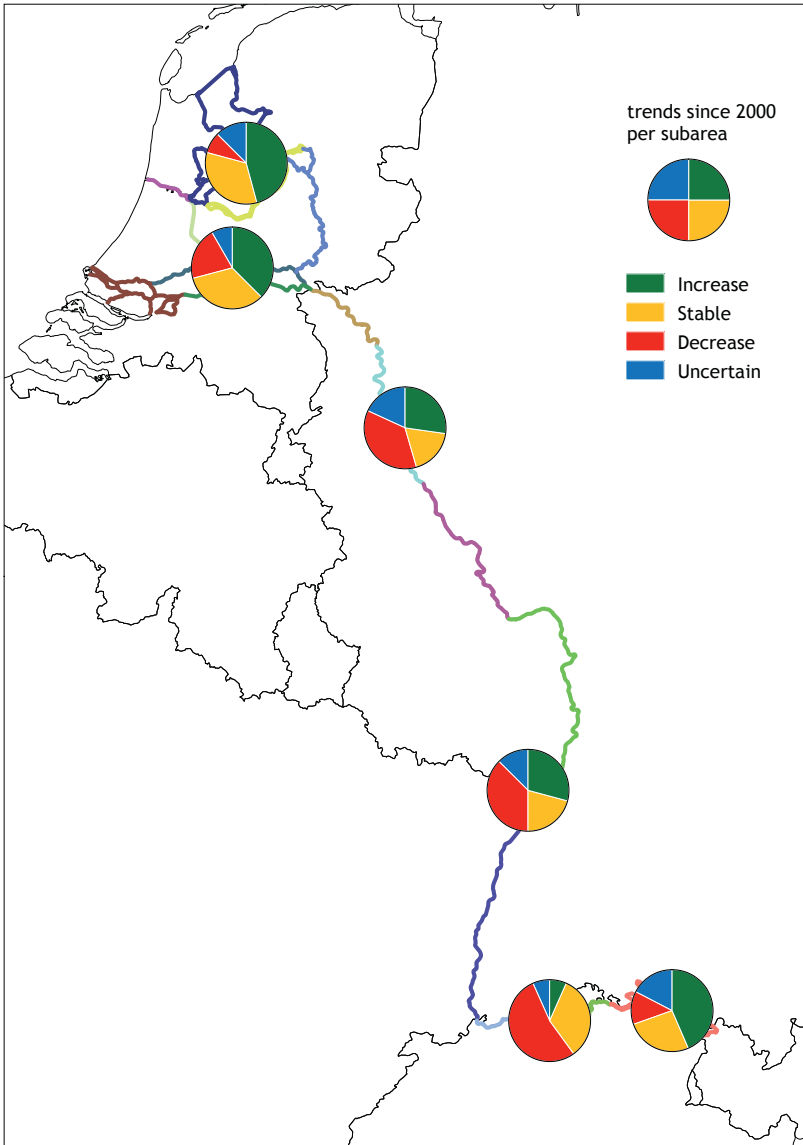 trends since 2000
per subarea
Increase
Stable
Decrease
Uncertain